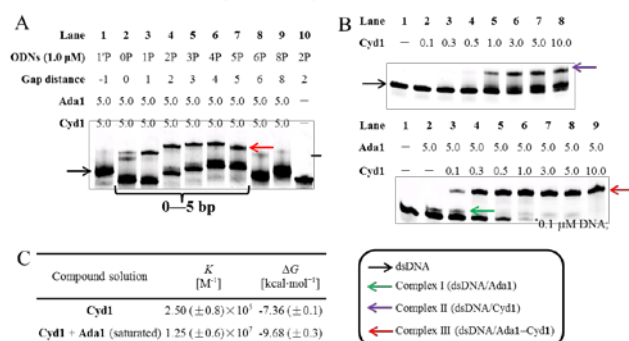 A
Lane 1 2 3 4 5 6 7 8 9 10
ODNs (1.0 μM) 1'P 0P 1P 2P 3P 4P 5P 6P 8P 2P
Gap distance -1 0 1 2 3 4 5 6 8 2
Ada1 5.0 5.0 5.0 5.0 5.0 5.0 5.0 5.0 5.0 —
Cyd1 5.0 5.0 5.0 5.0 5.0 5.0 5.0 5.0 5.0 —
0—5 bp
B
Lane 1 2 3 4 5 6 7 8
Cyd1 — 0.1 0.3 0.5 1.0 3.0 5.0 10.0
Lane 1 2 3 4 5 6 7 8 9
Ada1 — 5.0 5.0 5.0 5.0 5.0 5.0 5.0 5.0
Cyd1 — — 0.1 0.3 0.5 1.0 3.0 5.0 10.0
*0.1 μM DNA;
C
Compound solution K [M⁻¹] ΔG [kcal·mol⁻¹]
Cyd1 2.50 (±0.8)×10⁵ -7.36 (±0.1)
Cyd1 + Ada1 (saturated) 1.25 (±0.6)×10⁷ -9.68 (±0.3)
dsDNA
Complex I (dsDNA/Ada1)
Complex II (dsDNA/Cyd1)
Complex III (dsDNA/Ada1–Cyd1)